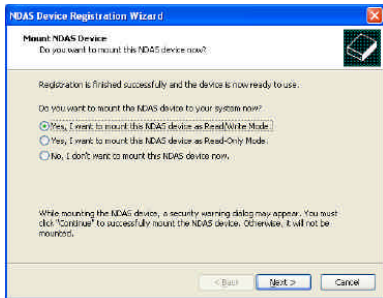 NDAS Device Registration Wizard
Mount NDAS Device
Do you want to mount this NDAS device now?
Registration is finished successfully and the device is now ready to use.
Do you want to mount the NDAS device to your system now?
Yes, I want to mount this NDAS device as Read/Write Mode.
Yes, I want to mount this NDAS device as Read-Only Mode.
No, I don't want to mount this NDAS device now.
While mounting the NDAS device, a security warning dialog may appear. You must
click "Continue" to successfully mount the NDAS device. Otherwise, it will not be
mounted.
< Back Next > Cancel